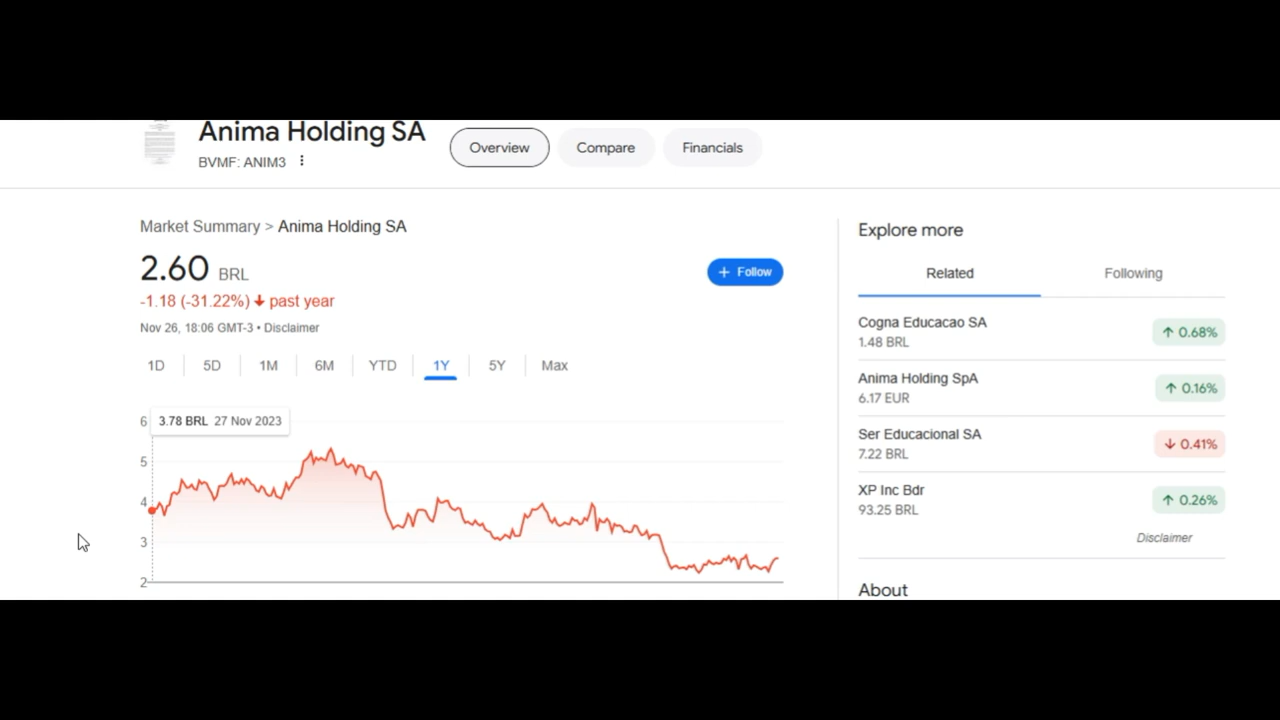 Anima Holding SA
BVMF: ANIM3
Overview
Compare
Financials
Market Summary > Anima Holding SA
2.60 BRL
-1.18 (-31.22%) ↓ past year
Nov 26, 18:06 GMT-3 • Disclaimer
+ Follow
1D 5D 1M 6M YTD 1Y 5Y Max
3.78 BRL 27 Nov 2023
6
5
4
3
2
Explore more
Related Following
Cogna Educacao SA
1.48 BRL
↑ 0.68%
Anima Holding SpA
6.17 EUR
↑ 0.16%
Ser Educacional SA
7.22 BRL
↓ 0.41%
XP Inc Bdr
93.25 BRL
↑ 0.26%
Disclaimer
About